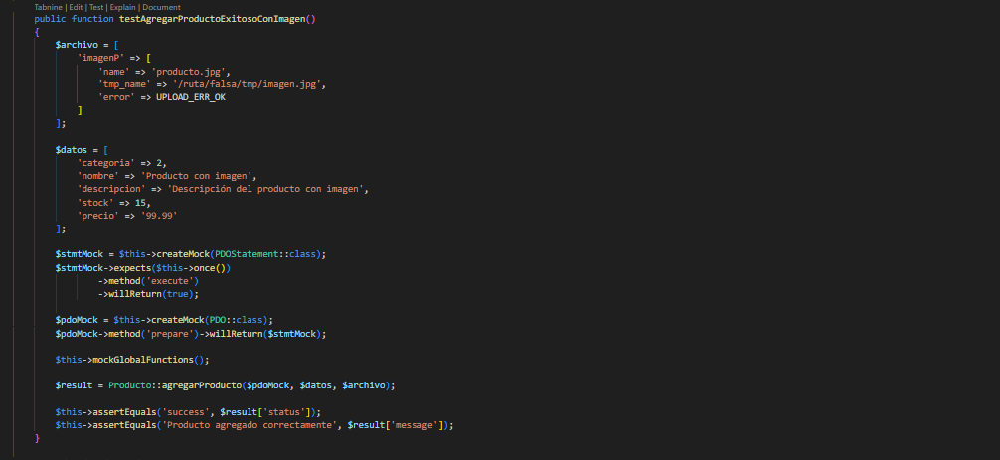 Tabnine | Edit | Test | Explain | Document
public function testAgregarProductoExitosoConImagen()
{
    $archivo = [
        'imagenP' => [
            'name' => 'producto.jpg',
            'tmp_name' => '/ruta/falsa/tmp/imagen.jpg',
            'error' => UPLOAD_ERR_OK
        ]
    ];

    $datos = [
        'categoria' => 2,
        'nombre' => 'Producto con imagen',
        'descripcion' => 'Descripción del producto con imagen',
        'stock' => 15,
        'precio' => '99.99'
    ];

    $stmtMock = $this->createMock(PDOStatement::class);
    $stmtMock->expects($this->once())
            ->method('execute')
            ->willReturn(true);

    $pdoMock = $this->createMock(PDO::class);
    $pdoMock->method('prepare')->willReturn($stmtMock);

    $this->mockGlobalFunctions();

    $result = Producto::agregarProducto($pdoMock, $datos, $archivo);

    $this->assertEquals('success', $result['status']);
    $this->assertEquals('Producto agregado correctamente', $result['message']);
}